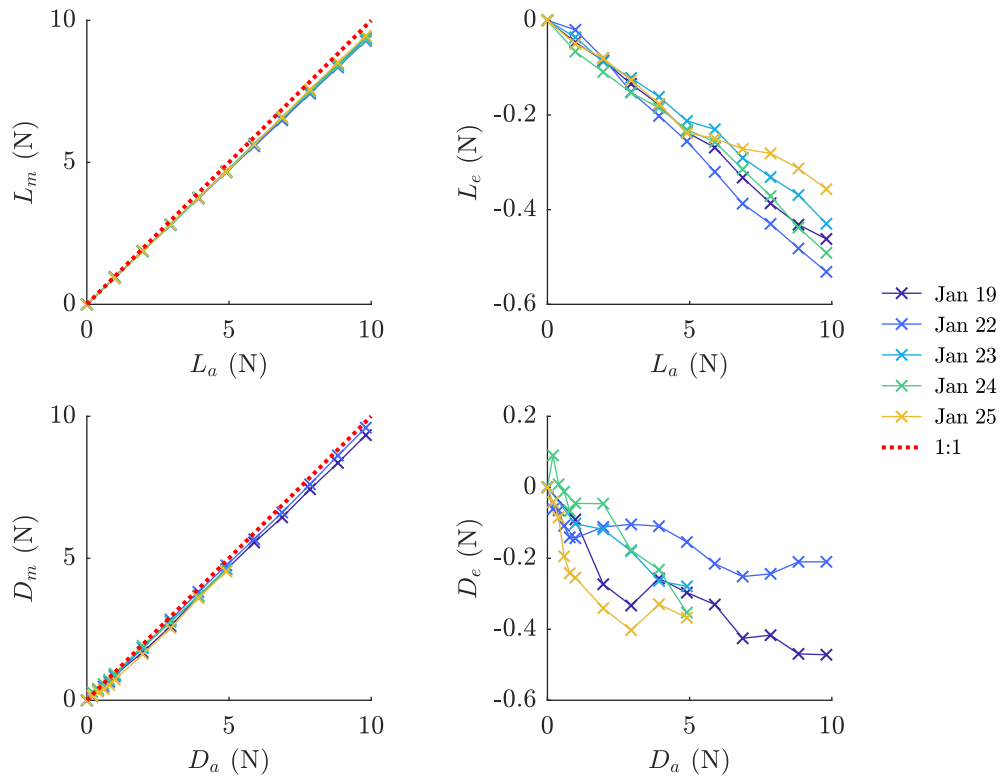 10
5
0
L_m (N)
0 5 10
L_a (N)
0
-0.2
-0.4
-0.6
L_e (N)
0 5 10
L_a (N)
Jan 19
Jan 22
Jan 23
Jan 24
Jan 25
1:1
10
5
0
D_m (N)
0 5 10
D_a (N)
0.2
0
-0.2
-0.4
-0.6
D_e (N)
0 5 10
D_a (N)